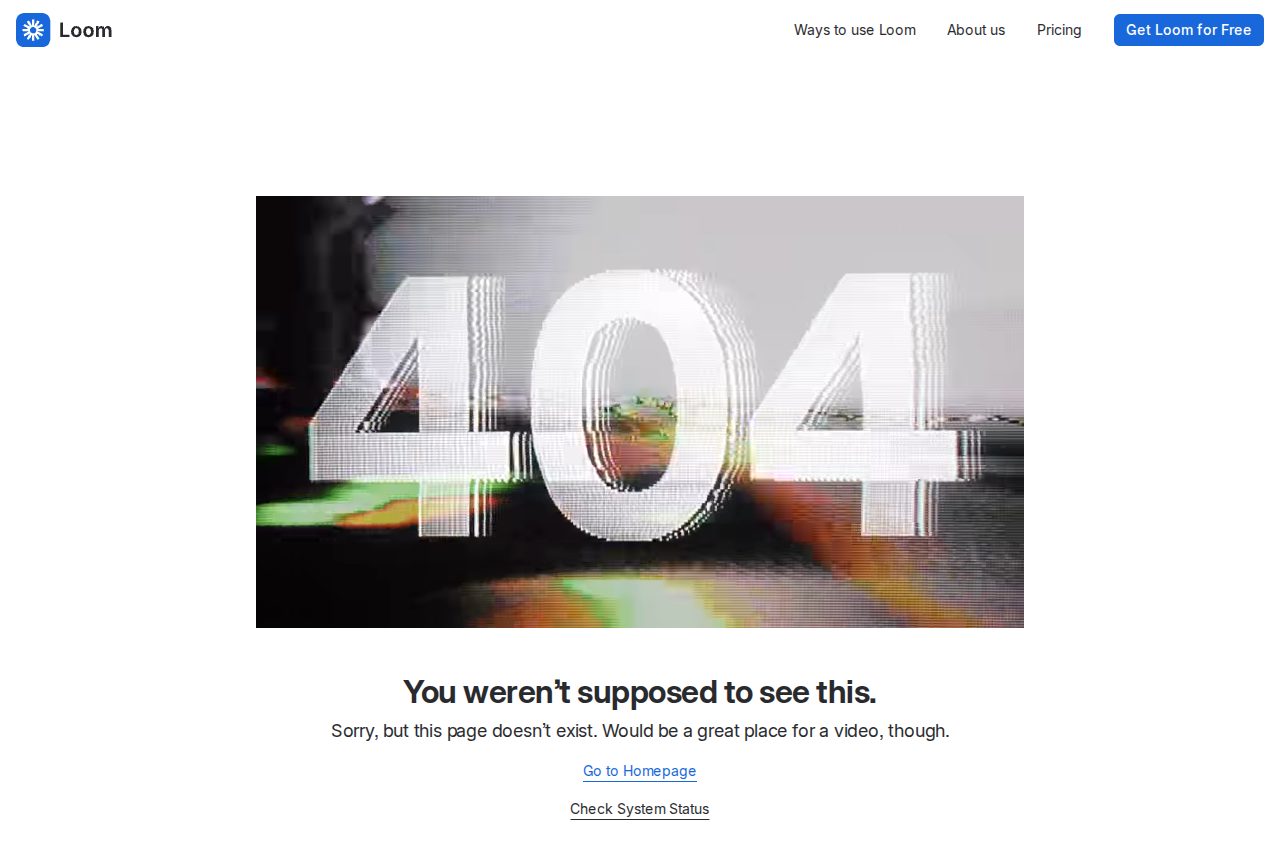 Loom
Ways to use Loom
About us
Pricing
Get Loom for Free
404
You weren’t supposed to see this.
Sorry, but this page doesn’t exist. Would be a great place for a video, though.
Go to Homepage
Check System Status